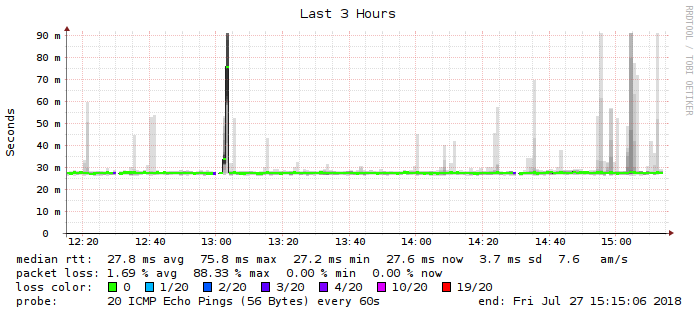 Last 3 Hours
RRDTOOL / TOBI OETIKER
Seconds
90 m
80 m
70 m
60 m
50 m
40 m
30 m
20 m
10 m
0
12:20 12:40 13:00 13:20 13:40 14:00 14:20 14:40 15:00
median rtt: 27.8 ms avg 75.8 ms max 27.2 ms min 27.6 ms now 3.7 ms sd 7.6 am/s
packet loss: 1.69 % avg 88.33 % max 0.00 % min 0.00 % now
loss color: 0 1/20 2/20 3/20 4/20 10/20 19/20
probe: 20 ICMP Echo Pings (56 Bytes) every 60s end: Fri Jul 27 15:15:06 2018